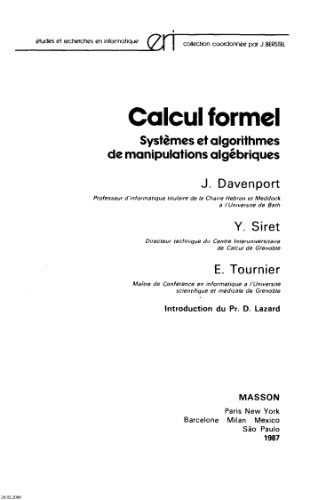 études et recherches en informatique
eri
collection coordonnée par J.BERSTEL
Calcul formel
Systèmes et algorithmes
de manipulations algébriques
J. Davenport
Professeur d'informatique titulaire de la Chaire Hebron et Meddock
à l'Université de Bath
Y. Siret
Directeur technique du Centre Interuniversitaire
de Calcul de Grenoble
E. Tournier
Maître de Conférence en informatique à l'Université
scientifique et médicale de Grenoble
Introduction du Pr. D. Lazard
MASSON
Paris New York
Barcelone Milan Mexico
São Paulo
1987
28.02.2000